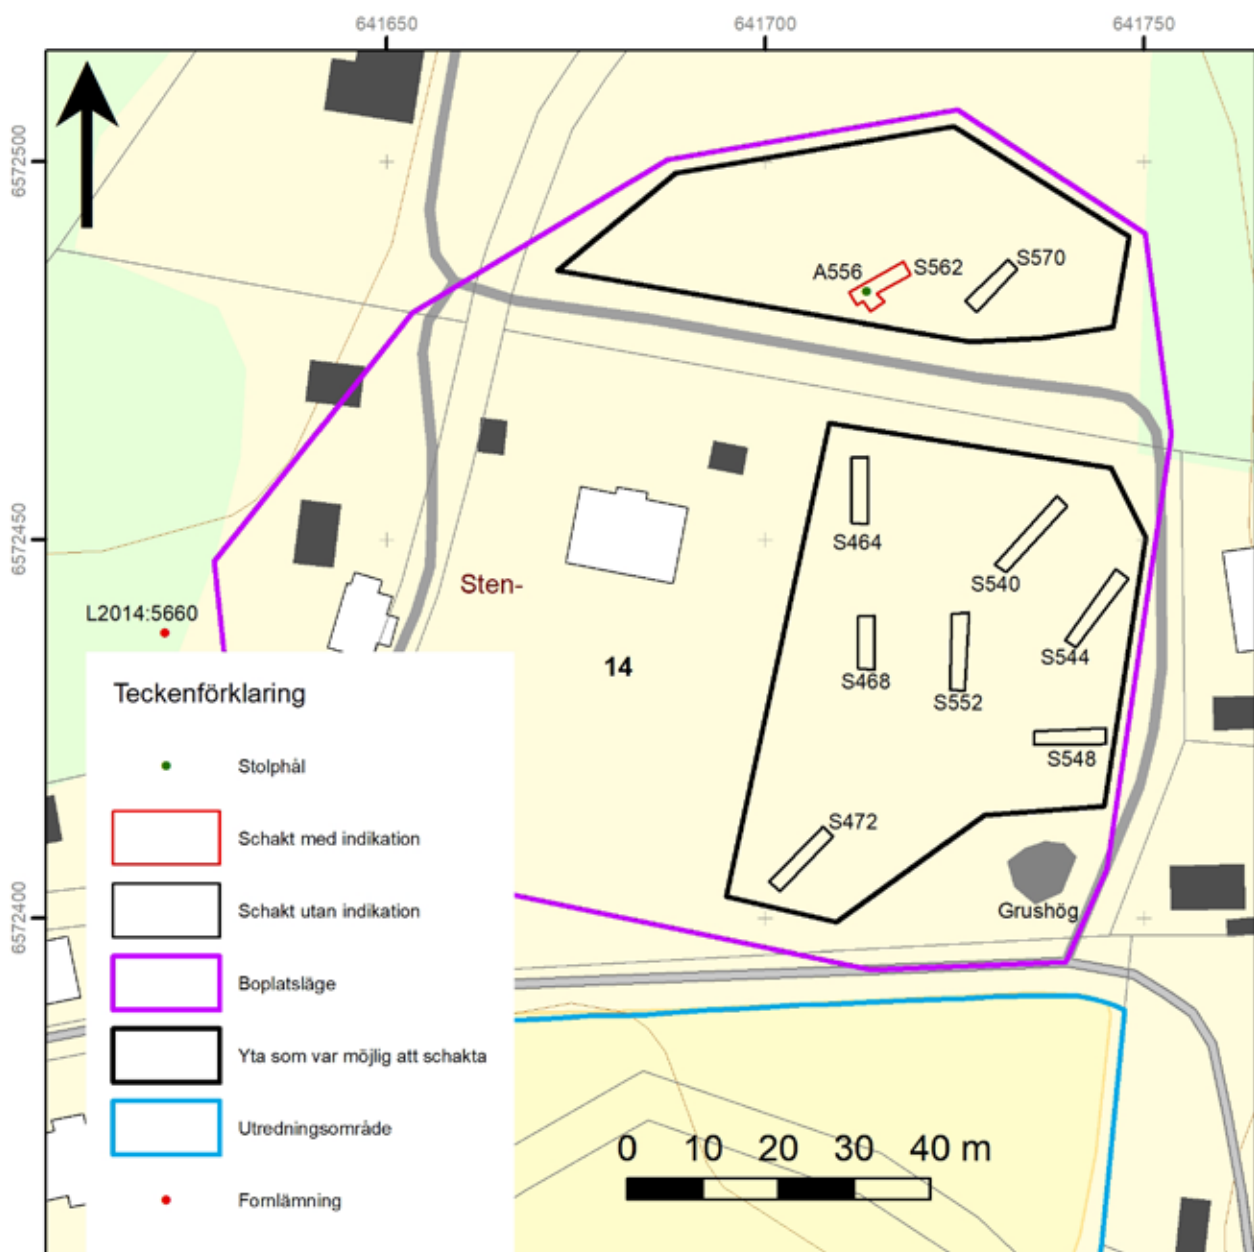 641650
641700
641750
6572500
6572450
6572400
S570
S562
A556
S464
S540
Sten-
L2014:5660
S544
14
S468
S552
S548
S472
Grushög
Teckenförklaring
Stolphål
Schakt med indikation
Schakt utan indikation
Boplatsläge
Yta som var möjlig att schakta
Utredningsområde
Fornlämning
0 10 20 30 40 m